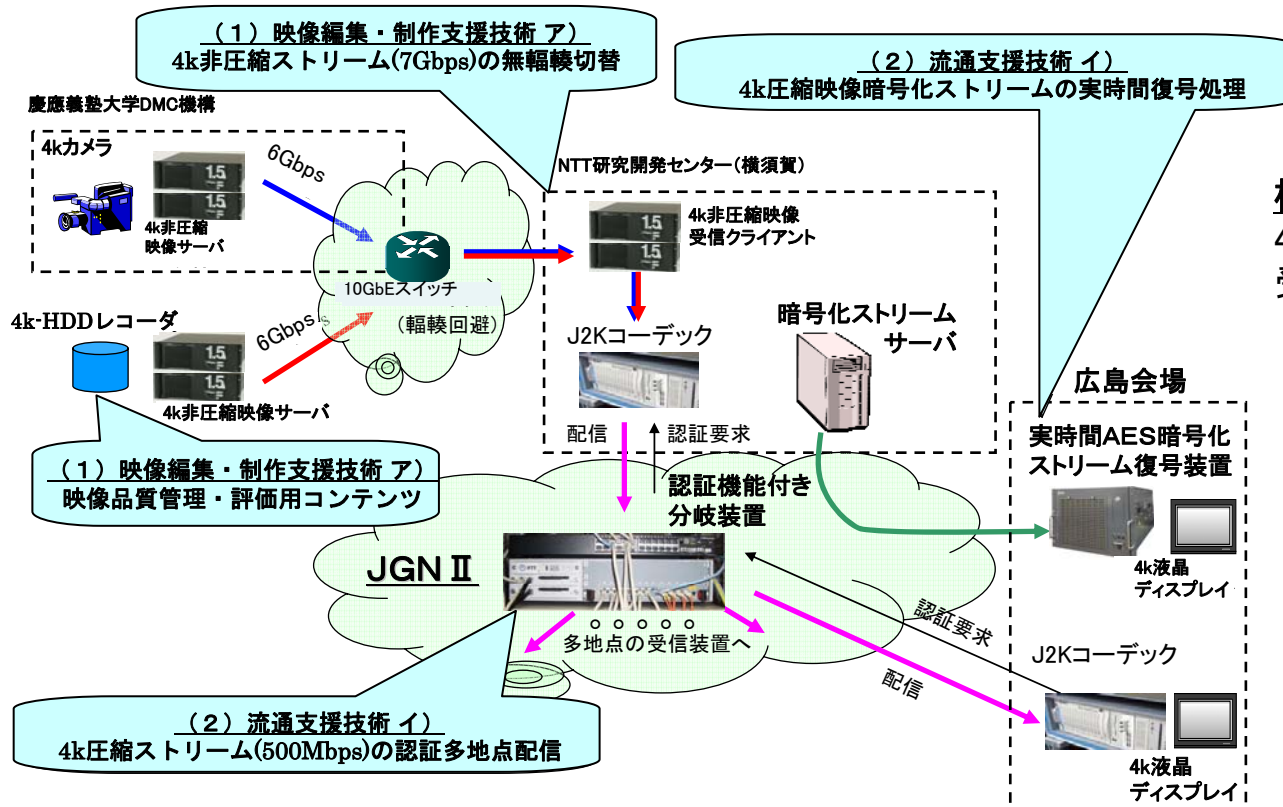 （１）映像編集・制作支援技術 ア）
4k非圧縮ストリーム(7Gbps)の無輻輳切替
（２）流通支援技術 イ）
4k圧縮映像暗号化ストリームの実時間復号処理
慶應義塾大学DMC機構
4kカメラ
1.5
1.5
4k非圧縮
映像サーバ
6Gbps
NTT研究開発センター（横須賀）
1.5
1.5
4k非圧縮映像
受信クライアント
10GbEスイッチ
（輻輳回避）
4k-HDDレコーダ
1.5
1.5
6Gbps
4k非圧縮映像サーバ
J2Kコーデック
暗号化ストリーム
サーバ
広島会場
実時間AES暗号化
ストリーム復号装置
4k液晶
ディスプレイ
（１）映像編集・制作支援技術 ア）
映像品質管理・評価用コンテンツ
配信
認証要求
認証機能付き
分岐装置
JGNⅡ
多地点の受信装置へ
認証要求
配信
J2Kコーデック
4k液晶
ディスプレイ
（２）流通支援技術 イ）
4k圧縮ストリーム(500Mbps)の認証多地点配信